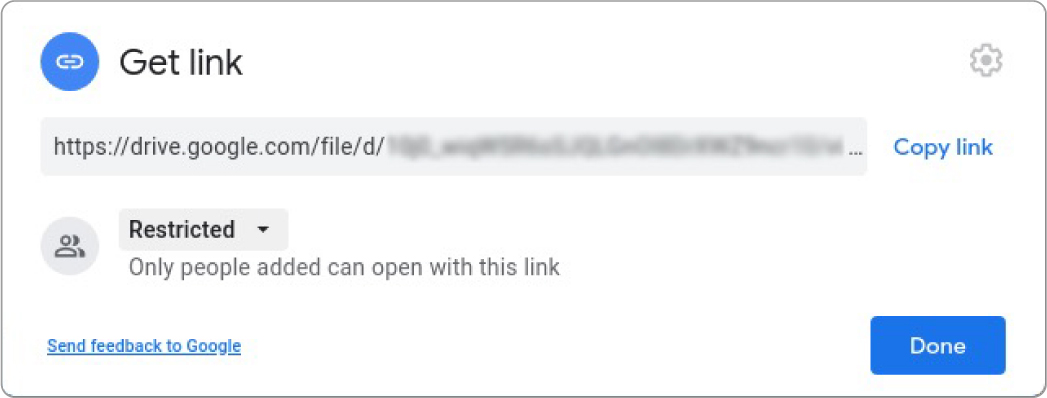 Get link
https://drive.google.com/file/d/ ... Copy link
Restricted
Only people added can open with this link
Send feedback to Google
Done